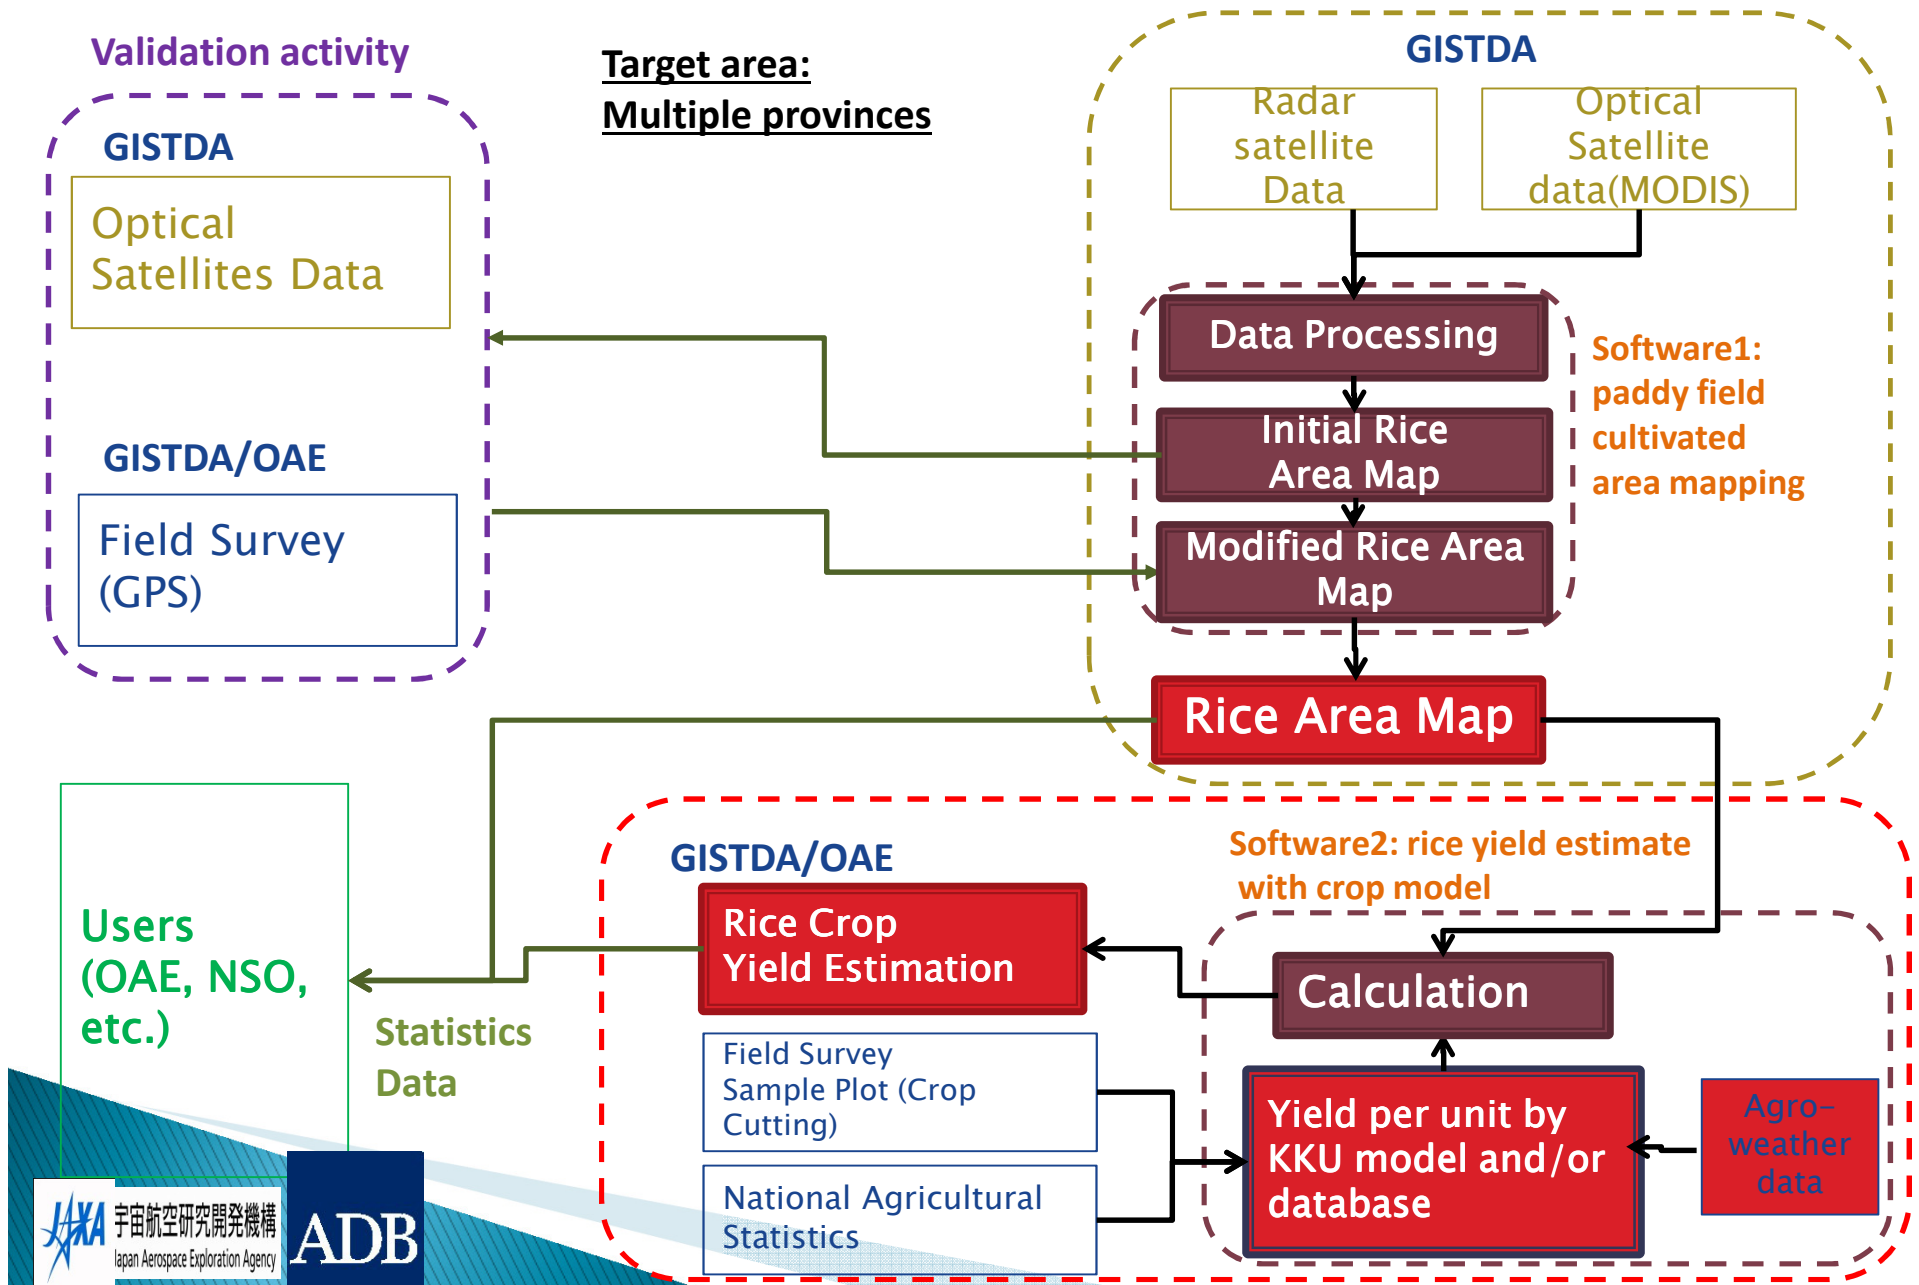 Validation activity
Target area:
Multiple provinces
GISTDA
Optical
Satellites Data
GISTDA/OAE
Field Survey
(GPS)
GISTDA
Radar
satellite
Data
Optical
Satellite
data(MODIS)
Data Processing
Initial Rice
Area Map
Modified Rice Area
Map
Software1:
paddy field
cultivated
area mapping
Rice Area Map
Users
(OAE, NSO,
etc.)
Statistics
Data
GISTDA/OAE
Software2: rice yield estimate
with crop model
Rice Crop
Yield Estimation
Calculation
Field Survey
Sample Plot (Crop
Cutting)
National Agricultural
Statistics
Yield per unit by
KKU model and/or
database
Agro-
weather
data
JAXA
宇宙航空研究開発機構
Japan Aerospace Exploration Agency
ADB